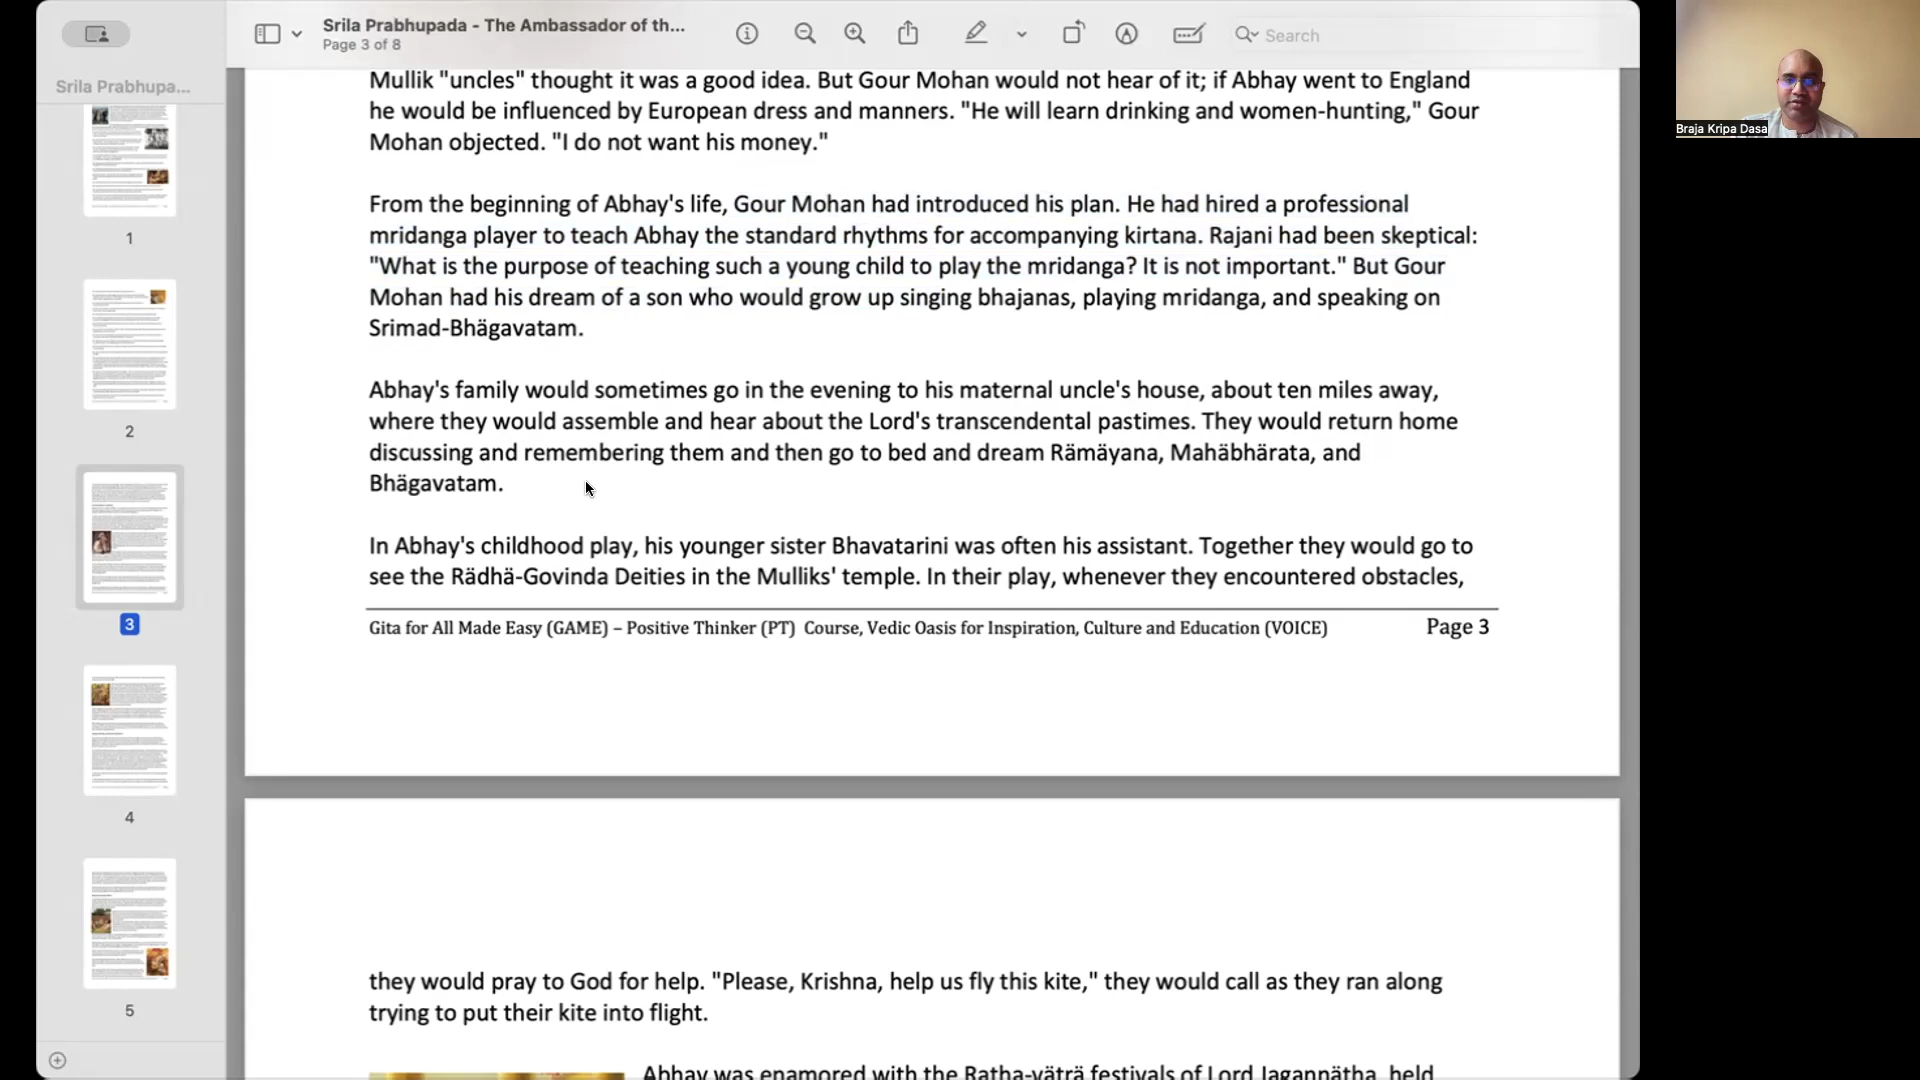 Srila Prabhupada - The Ambassador of th...
Page 3 of 8
Search
Srila Prabhupa...
1
2
3
4
5
Mullik "uncles" thought it was a good idea. But Gour Mohan would not hear of it; if Abhay went to England
he would be influenced by European dress and manners. "He will learn drinking and women-hunting," Gour
Mohan objected. "I do not want his money."
From the beginning of Abhay's life, Gour Mohan had introduced his plan. He had hired a professional
mridanga player to teach Abhay the standard rhythms for accompanying kirtana. Rajani had been skeptical:
"What is the purpose of teaching such a young child to play the mridanga? It is not important." But Gour
Mohan had his dream of a son who would grow up singing bhajanas, playing mridanga, and speaking on
Srimad-Bhägavatam.
Abhay's family would sometimes go in the evening to his maternal uncle's house, about ten miles away,
where they would assemble and hear about the Lord's transcendental pastimes. They would return home
discussing and remembering them and then go to bed and dream Rämäyana, Mahäbhärata, and
Bhägavatam.
In Abhay's childhood play, his younger sister Bhavatarini was often his assistant. Together they would go to
see the Rädhä-Govinda Deities in the Mulliks' temple. In their play, whenever they encountered obstacles,
Gita for All Made Easy (GAME) – Positive Thinker (PT) Course, Vedic Oasis for Inspiration, Culture and Education (VOICE) Page 3
they would pray to God for help. "Please, Krishna, help us fly this kite," they would call as they ran along
trying to put their kite into flight.
Abhay was enamored with the Ratha-yäträ festivals of Lord Jagannätha, held
Braja Kripa Dasa